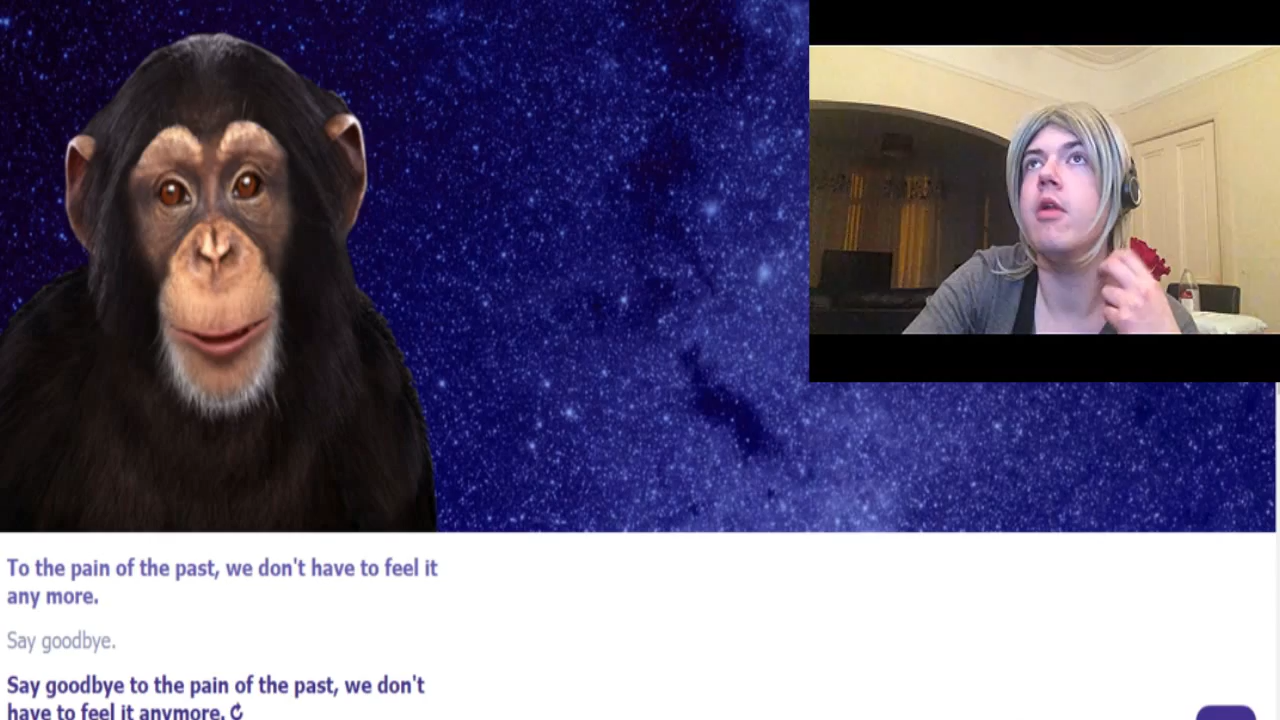 To the pain of the past, we don't have to feel it
any more.
Say goodbye.
Say goodbye to the pain of the past, we don't
have to feel it anymore.